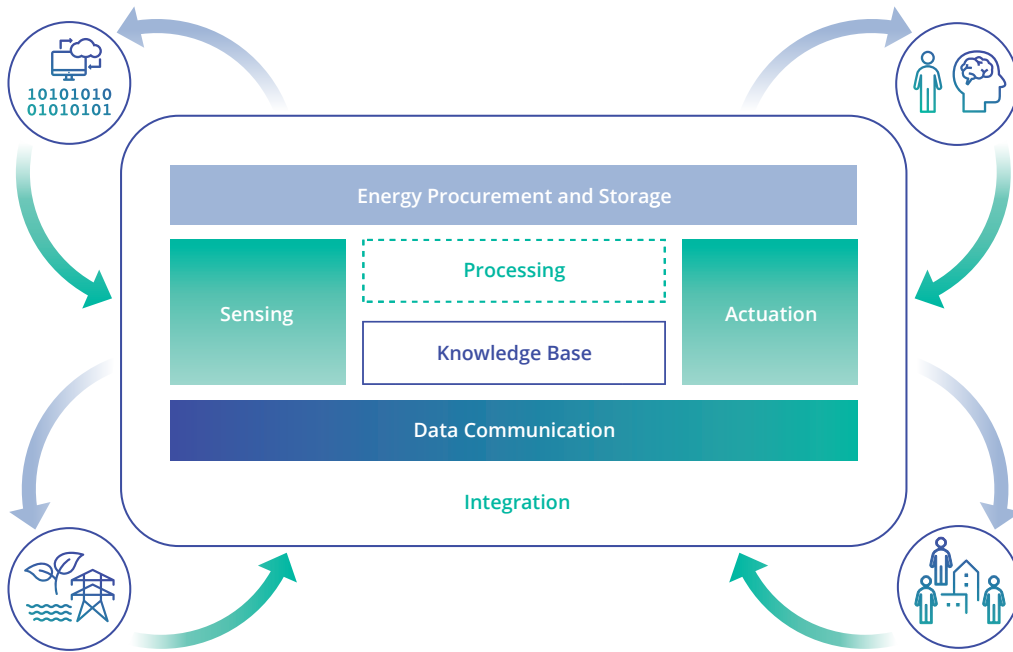 10101010
01010101
Energy Procurement and Storage
Processing
Sensing
Actuation
Knowledge Base
Data Communication
Integration